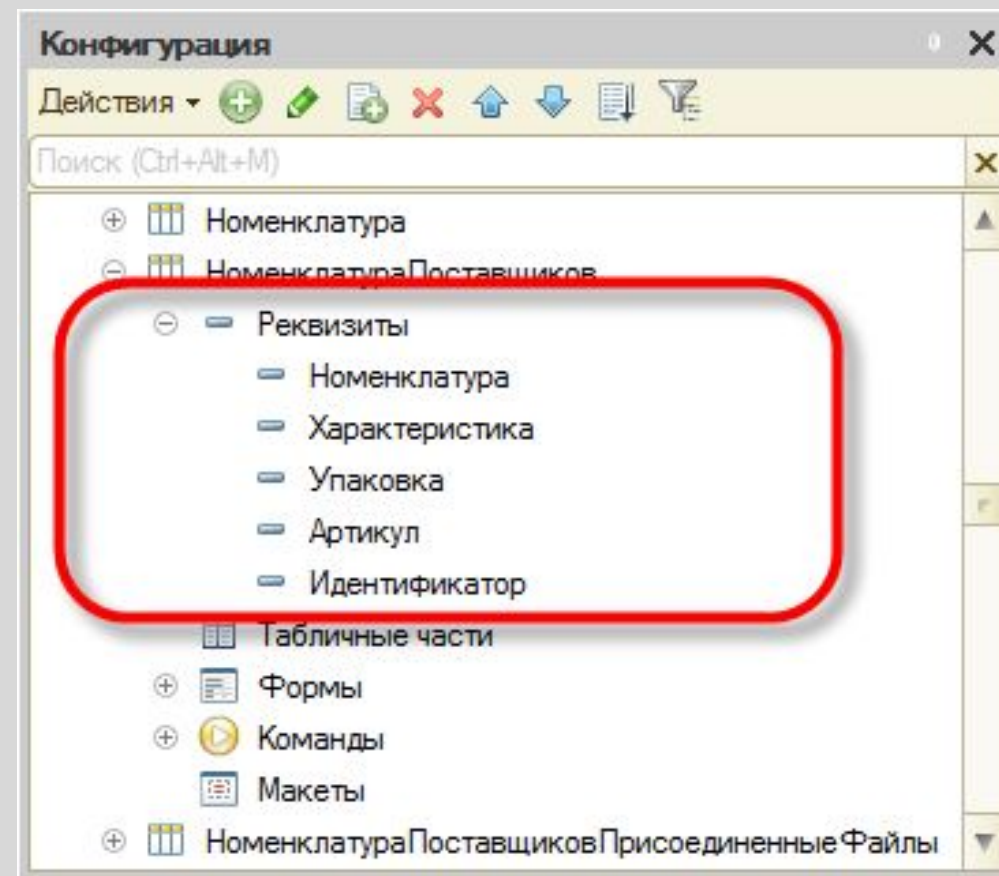 Конфигурация
Действия
Поиск (Ctrl+Alt+M)
Номенклатура
НоменклатураПоставщиков
Реквизиты
Номенклатура
Характеристика
Упаковка
Артикул
Идентификатор
Табличные части
Формы
Команды
Макеты
НоменклатураПоставщиковПрисоединенныеФайлы